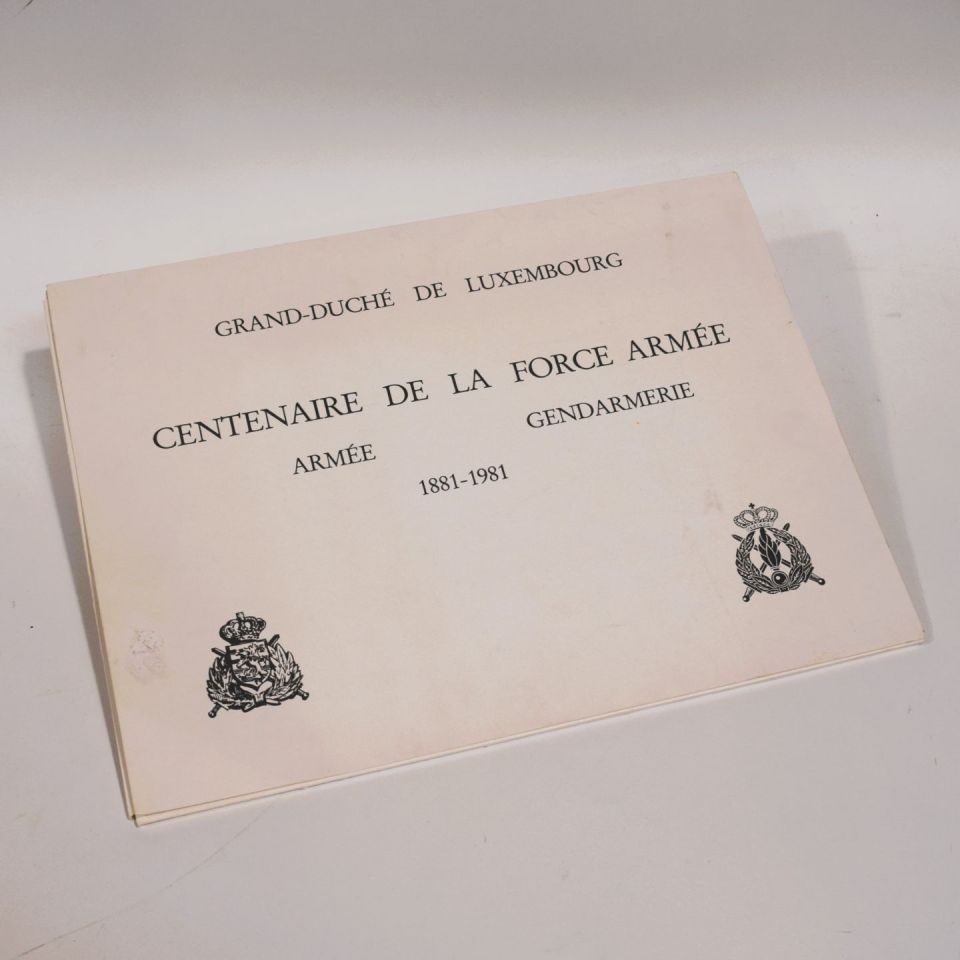 GRAND-DUCHÉ DE LUXEMBOURG
CENTENAIRE DE LA FORCE ARMÉE
ARMÉE GENDARMERIE
1881-1981